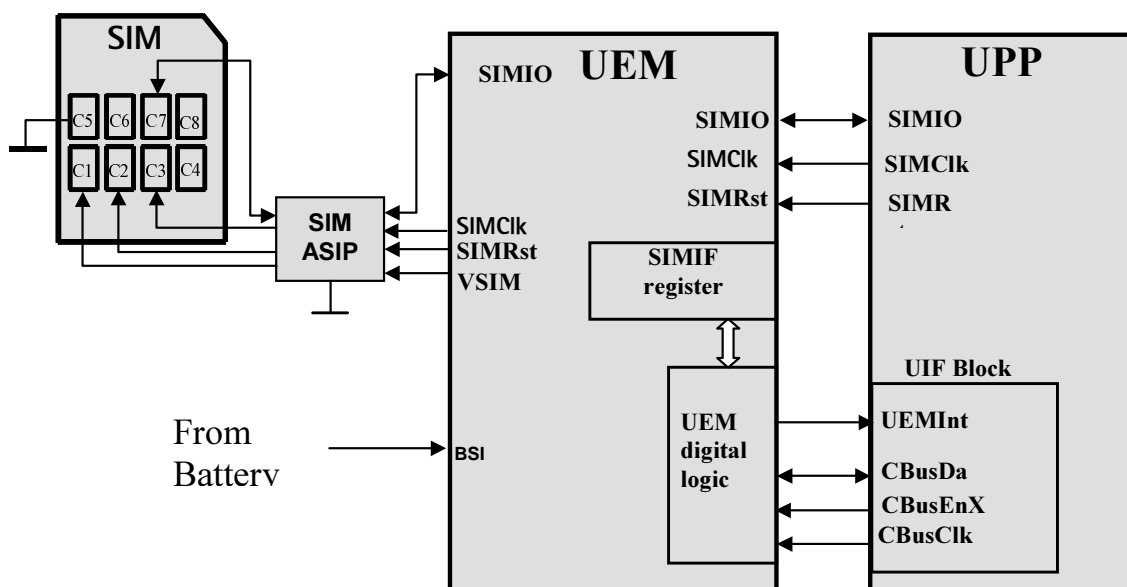 SIM
C5 C6 C7 C8
C1 C2 C3 C4
SIM
ASIP
UEM
SIMIO
SIMIO
SIMClk
SIMRst
SIMClk
SIMRst
VSIM
SIMIF
register
UEM
digital
logic
From
Battery
BSI
UPP
SIMIO
SIMClk
SIMR
UIF Block
UEMInt
CBusDa
CBusEnX
CBusClk